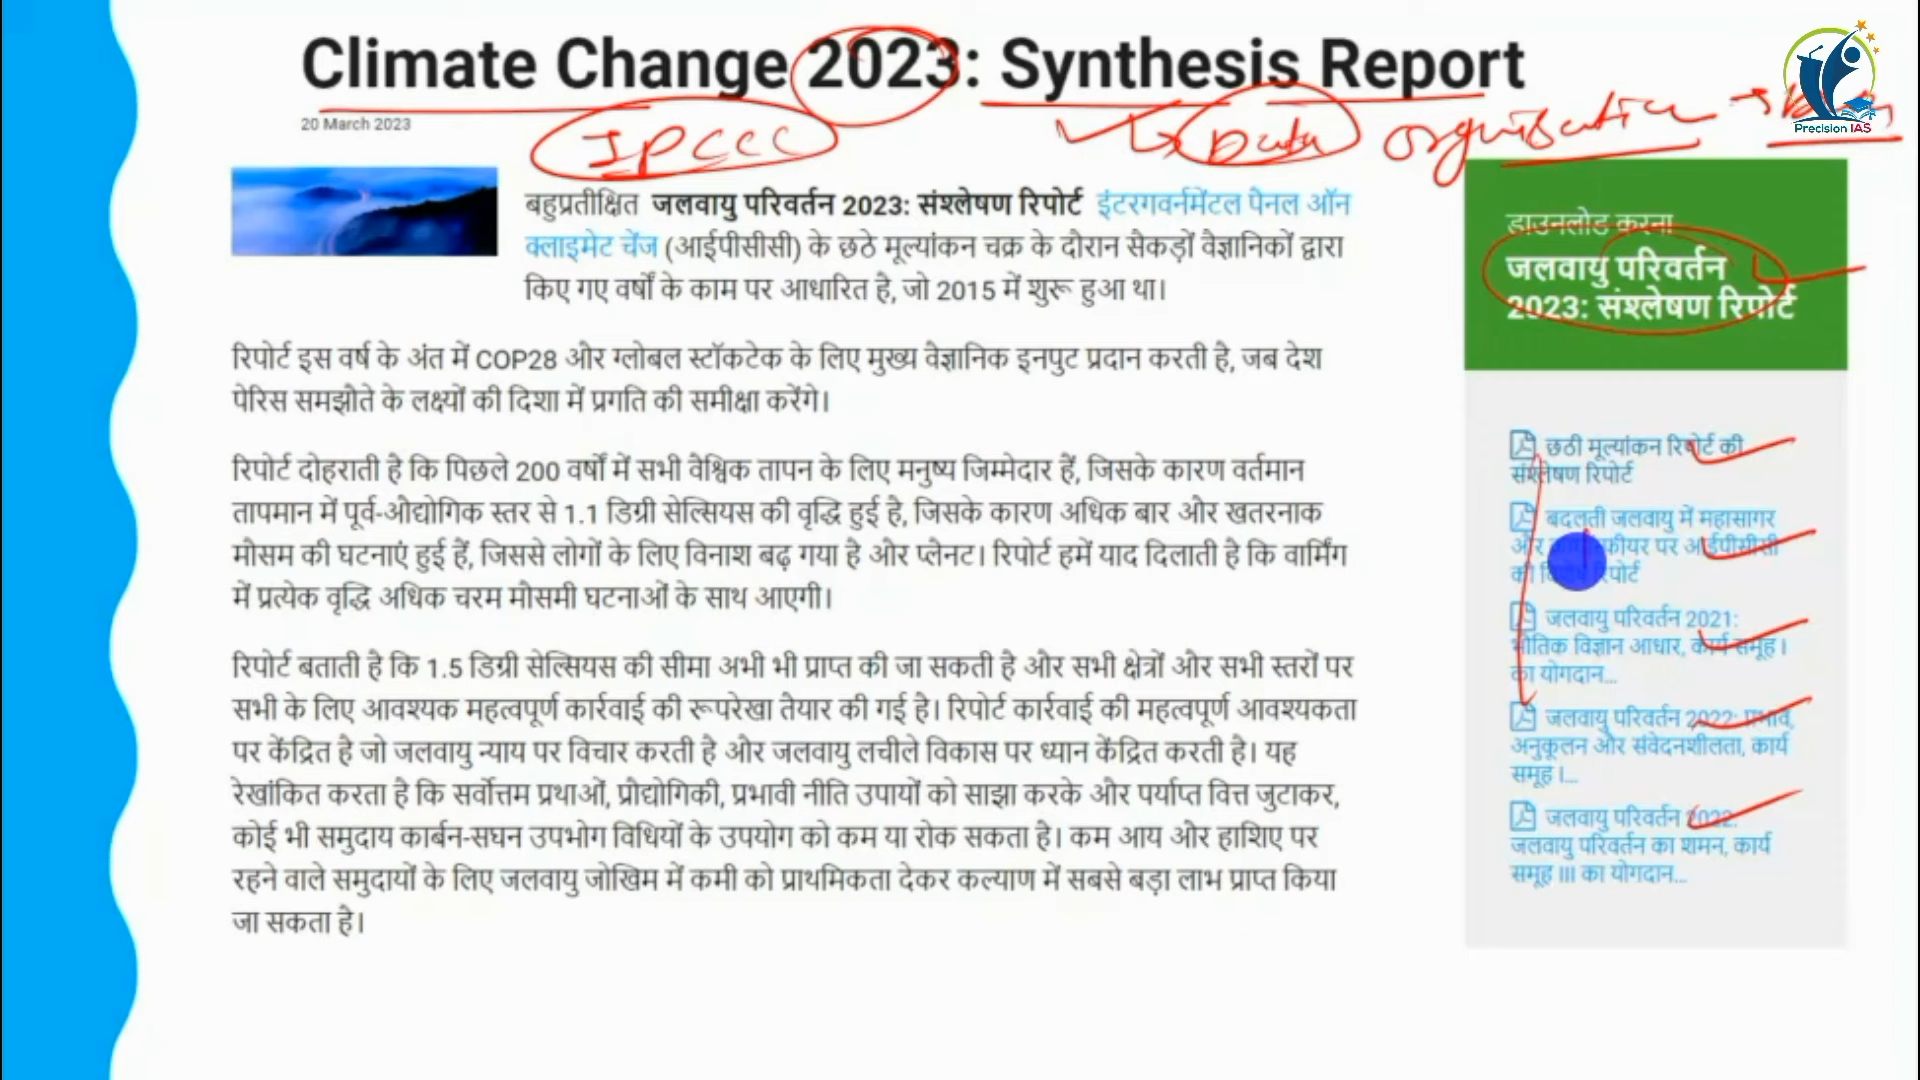 Climate Change 2023: Synthesis Report
20 March 2023
IPCCC
Data
organisation →
Precision IAS
बहुप्रतीक्षित जलवायु परिवर्तन 2023: संश्लेषण रिपोर्ट इंटरगवर्नमेंटल पैनल ऑन
क्लाइमेट चेंज (आईपीसीसी) के छठे मूल्यांकन चक्र के दौरान सैकड़ों वैज्ञानिकों द्वारा
किए गए वर्षों के काम पर आधारित है, जो 2015 में शुरू हुआ था।
रिपोर्ट इस वर्ष के अंत में COP28 और ग्लोबल स्टॉकटेक के लिए मुख्य वैज्ञानिक इनपुट प्रदान करती है, जब देश
पेरिस समझौते के लक्ष्यों की दिशा में प्रगति की समीक्षा करेंगे।
रिपोर्ट दोहराती है कि पिछले 200 वर्षों में सभी वैश्विक तापन के लिए मनुष्य जिम्मेदार हैं, जिसके कारण वर्तमान
तापमान में पूर्व-औद्योगिक स्तर से 1.1 डिग्री सेल्सियस की वृद्धि हुई है, जिसके कारण अधिक बार और खतरनाक
मौसम की घटनाएं हुई हैं, जिससे लोगों के लिए विनाश बढ़ गया है और प्लैनेट। रिपोर्ट हमें याद दिलाती है कि वार्मिंग
में प्रत्येक वृद्धि अधिक चरम मौसमी घटनाओं के साथ आएगी।
रिपोर्ट बताती है कि 1.5 डिग्री सेल्सियस की सीमा अभी भी प्राप्त की जा सकती है और सभी क्षेत्रों और सभी स्तरों पर
सभी के लिए आवश्यक महत्वपूर्ण कार्रवाई की रूपरेखा तैयार की गई है। रिपोर्ट कार्रवाई की महत्वपूर्ण आवश्यकता
पर केंद्रित है जो जलवायु न्याय पर विचार करती है और जलवायु लचीले विकास पर ध्यान केंद्रित करती है। यह
रेखांकित करता है कि सर्वोत्तम प्रथाओं, प्रौद्योगिकी, प्रभावी नीति उपायों को साझा करके और पर्याप्त वित्त जुटाकर,
कोई भी समुदाय कार्बन-सघन उपभोग विधियों के उपयोग को कम या रोक सकता है। कम आय और हाशिए पर
रहने वाले समुदायों के लिए जलवायु जोखिम में कमी को प्राथमिकता देकर कल्याण में सबसे बड़ा लाभ प्राप्त किया
जा सकता है।
डाउनलोड करना
जलवायु परिवर्तन
2023: संश्लेषण रिपोर्ट
छठी मूल्यांकन रिपोर्ट की
संश्लेषण रिपोर्ट
बदलती जलवायु में महासागर
और पर आईपीसीसी
की रिपोर्ट
जलवायु परिवर्तन 2021:
भौतिक विज्ञान आधार, कार्य समूह I
का योगदान...
जलवायु परिवर्तन 2022: प्रभाव,
अनुकूलन और संवेदनशीलता, कार्य
समूह I...
जलवायु परिवर्तन 2022:
जलवायु परिवर्तन का शमन, कार्य
समूह III का योगदान...